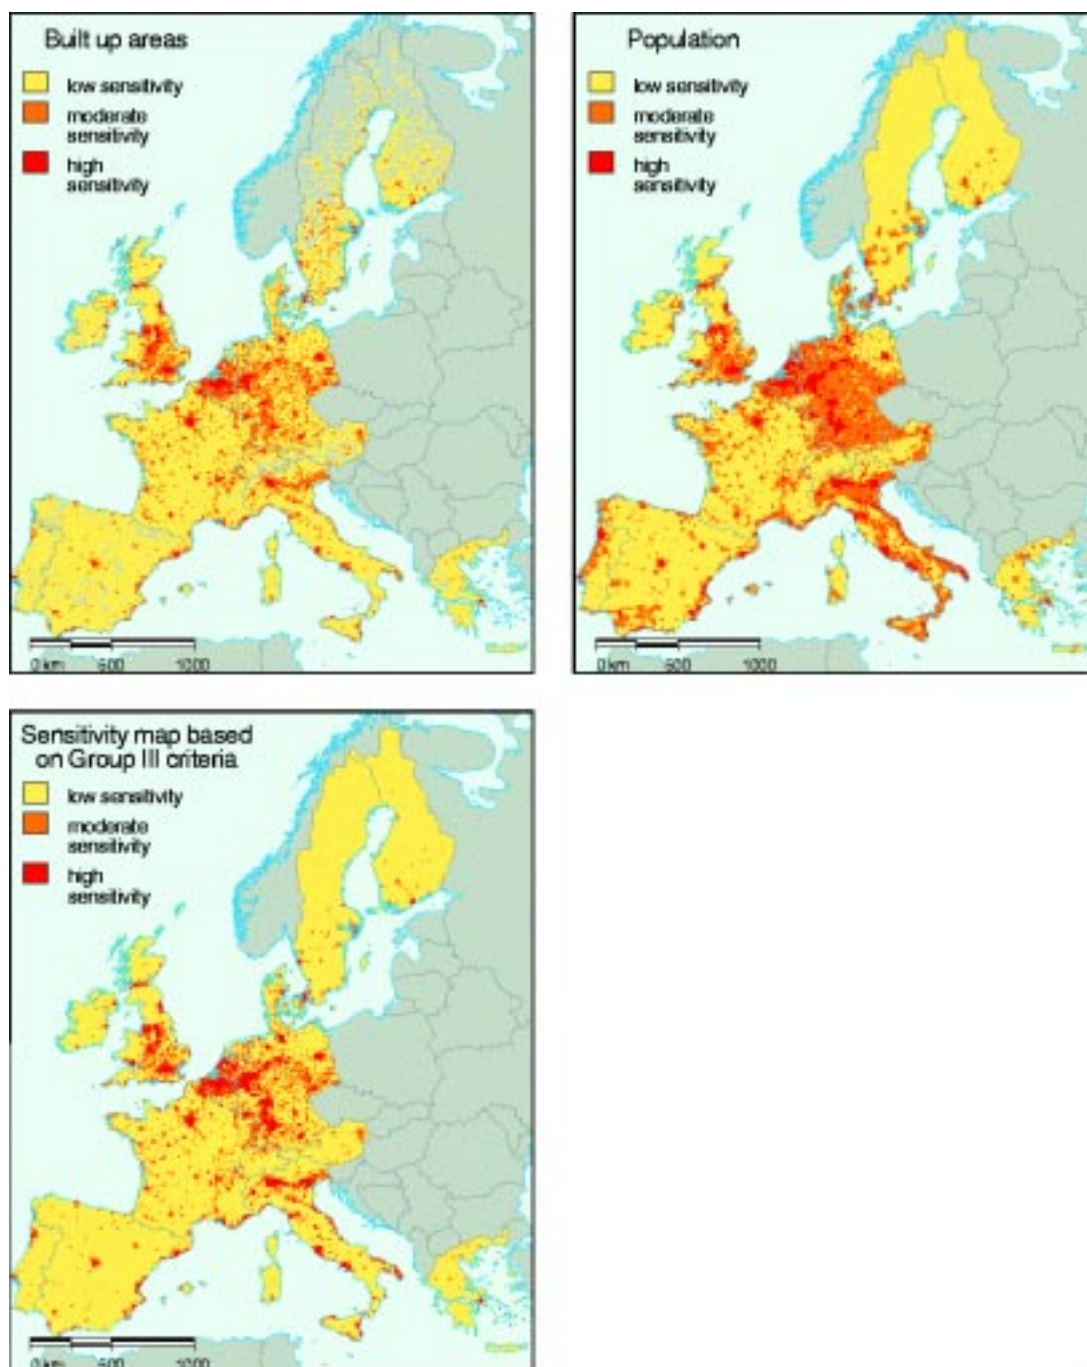 Built up areas
low sensitivity
moderate
sensitivity
high
sensitivity
0 km 500 1000
Population
low sensitivity
moderate
sensitivity
high
sensitivity
0 km 500 1000
Sensitivity map based
on Group III criteria
low sensitivity
moderate
sensitivity
high
sensitivity
0 km 500 1000